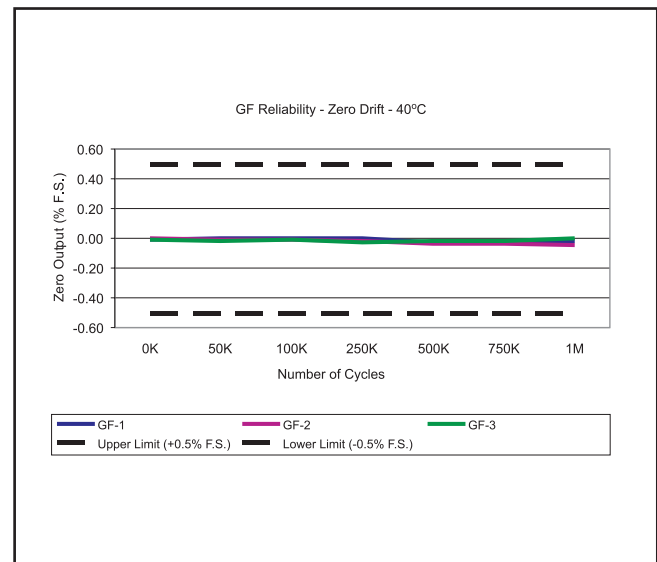 GF Reliability - Zero Drift - 40ºC
Zero Output (% F.S.)
0.60
0.40
0.20
0.00
-0.20
-0.40
-0.60
0K 50K 100K 250K 500K 750K 1M
Number of Cycles
GF-1 GF-2 GF-3
Upper Limit (+0.5% F.S.) Lower Limit (-0.5% F.S.)